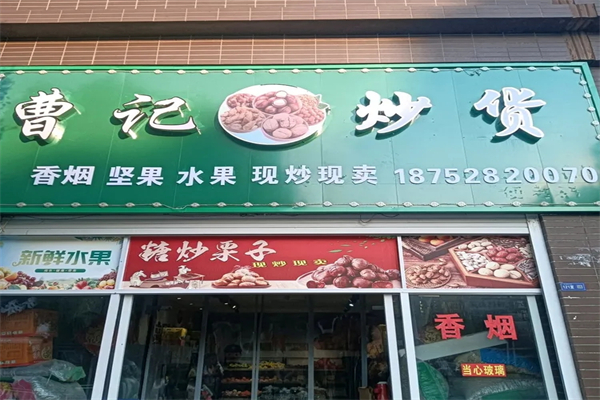 曹记炒货
香烟 坚果 水果 现炒现卖 18752820070
新鲜水果
糖炒栗子
现炒现卖
香烟
当心玻璃